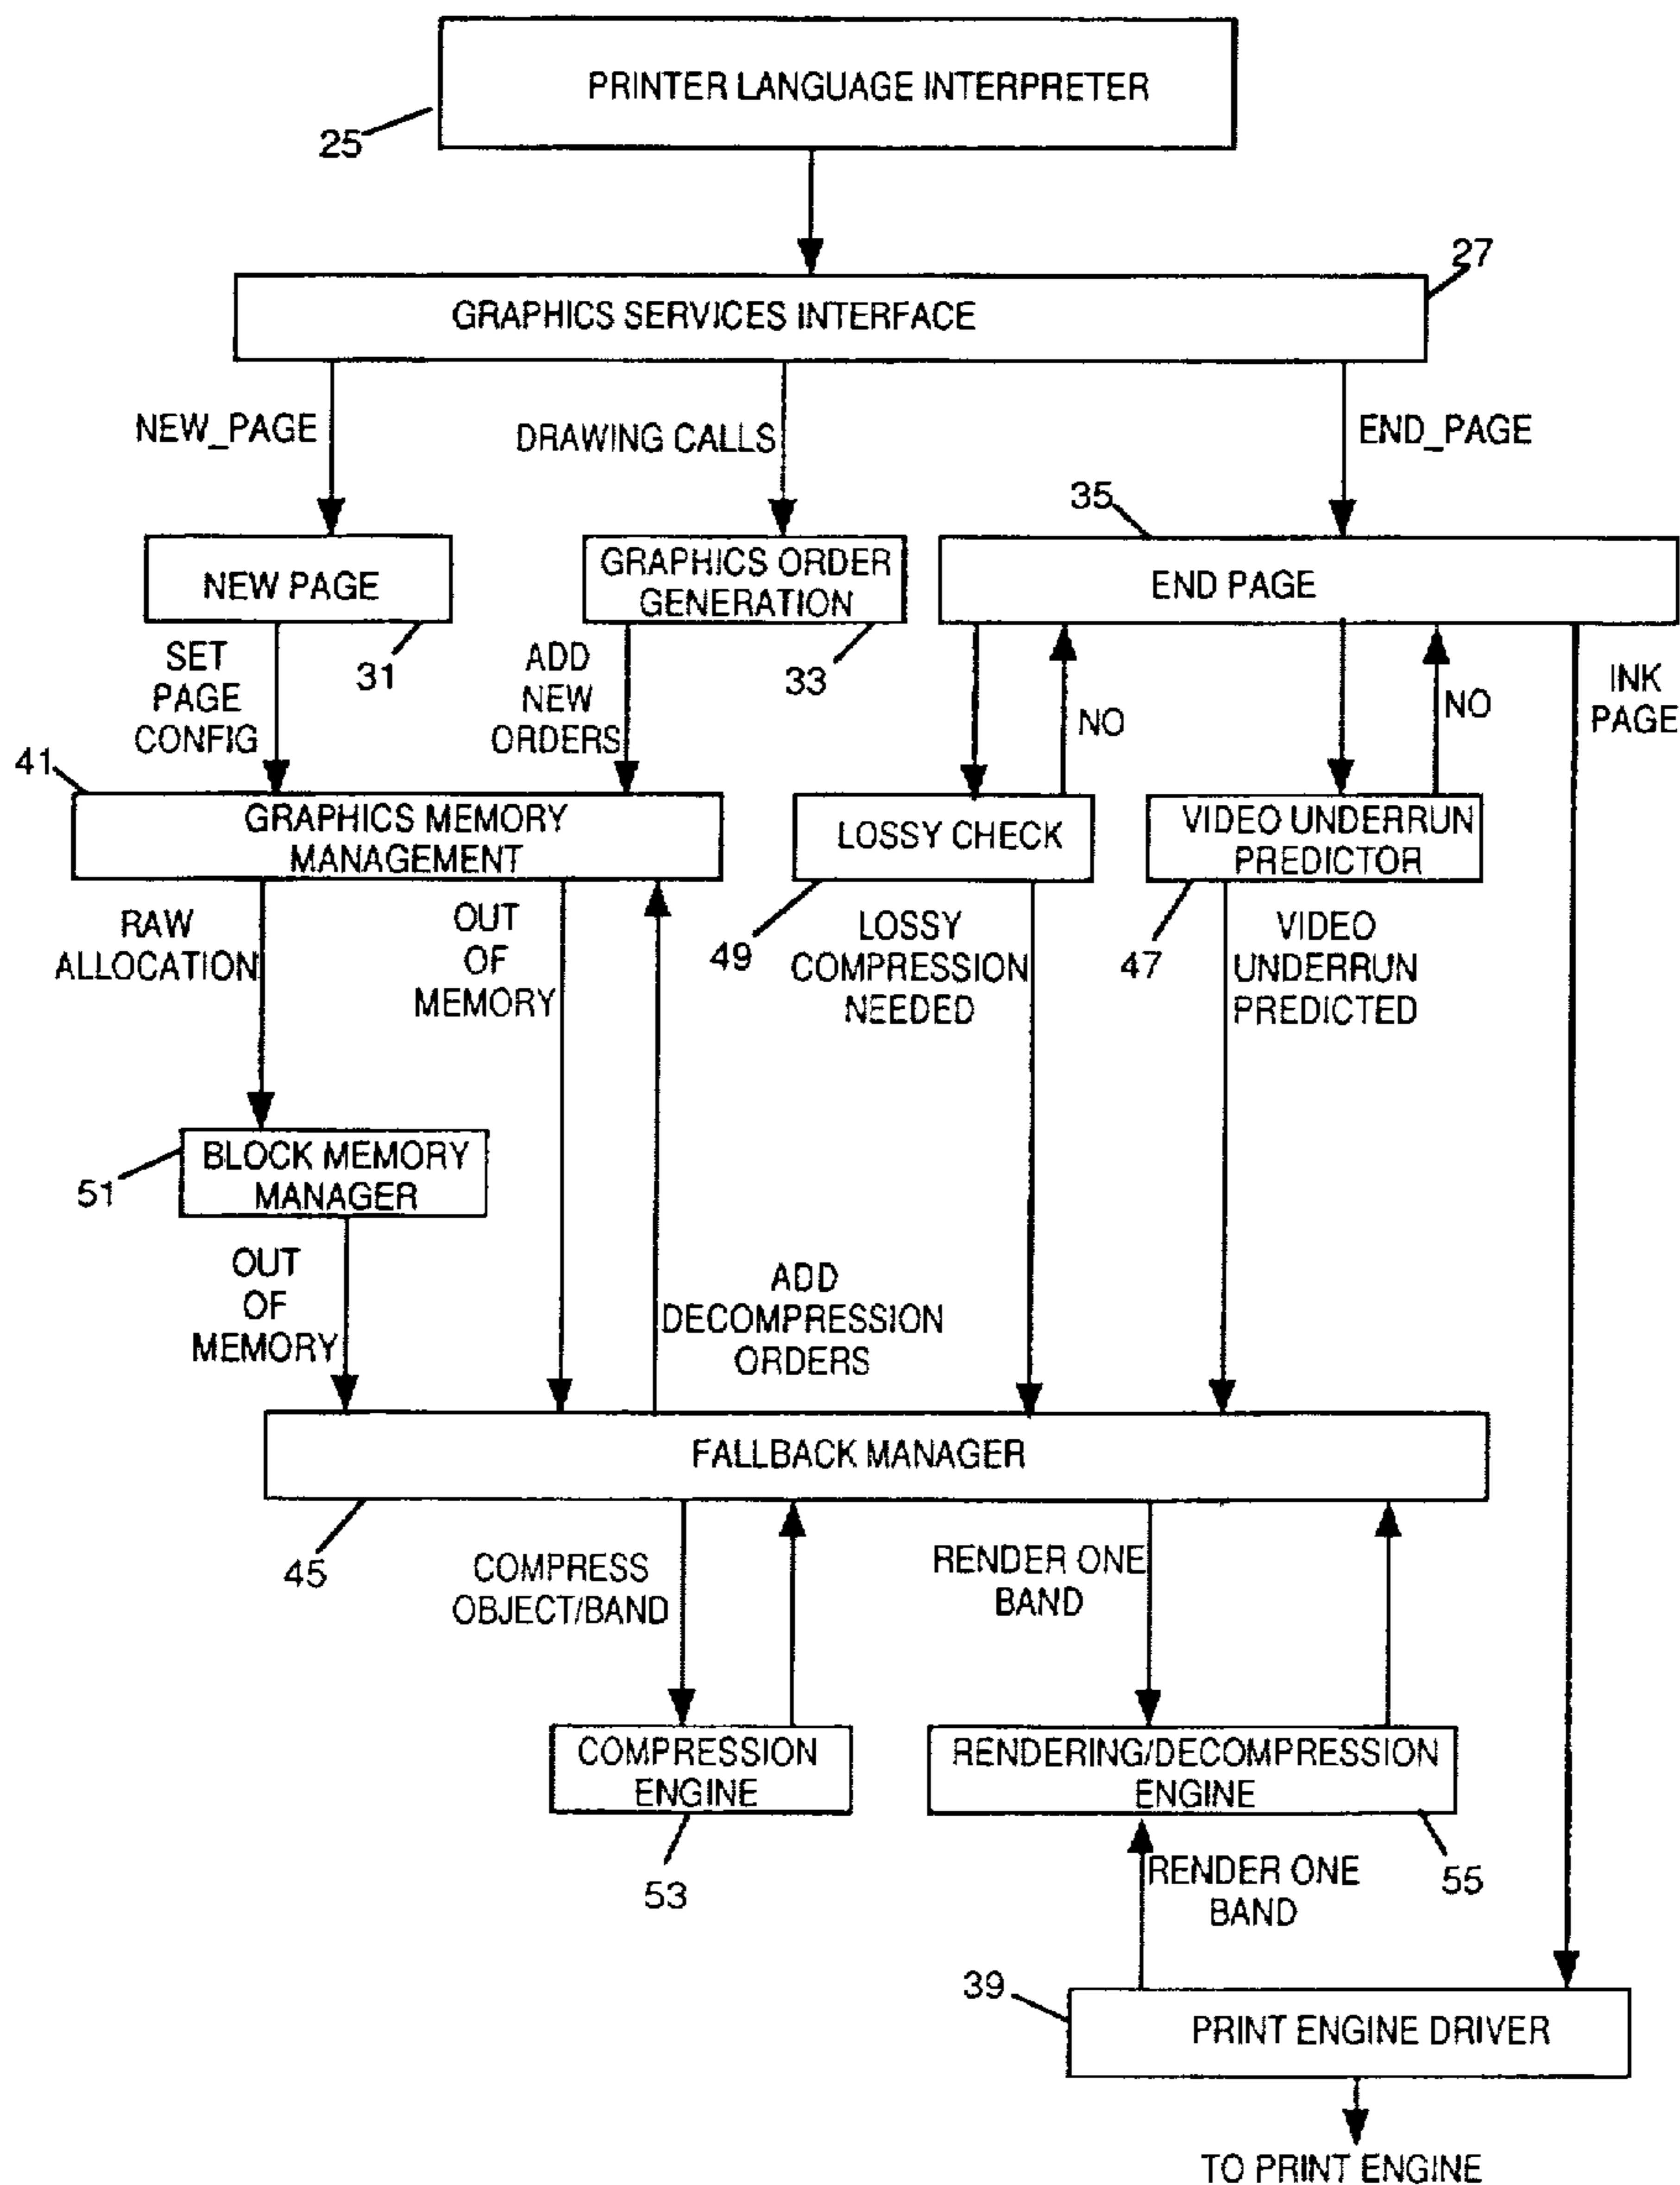 PRINTER LANGUAGE INTERPRETER
25
27
GRAPHICS SERVICES INTERFACE
NEW_PAGE
DRAWING CALLS
END_PAGE
35
NEW PAGE
GRAPHICS ORDER
GENERATION
END PAGE
31
33
SET
PAGE
CONFIG
ADD
NEW
ORDERS
NO
NO
INK
PAGE
41
GRAPHICS MEMORY
MANAGEMENT
LOSSY CHECK
VIDEO UNDERRUN
PREDICTOR
49
47
RAW
ALLOCATION
OUT
OF
MEMORY
LOSSY
COMPRESSION
NEEDED
VIDEO
UNDERRUN
PREDICTED
BLOCK MEMORY
MANAGER
51
OUT
OF
MEMORY
ADD
DECOMPRESSION
ORDERS
FALLBACK MANAGER
45
COMPRESS
OBJECT/BAND
RENDER ONE
BAND
COMPRESSION
ENGINE
RENDERING/DECOMPRESSION
ENGINE
53
55
RENDER ONE
BAND
39
PRINT ENGINE DRIVER
TO PRINT ENGINE